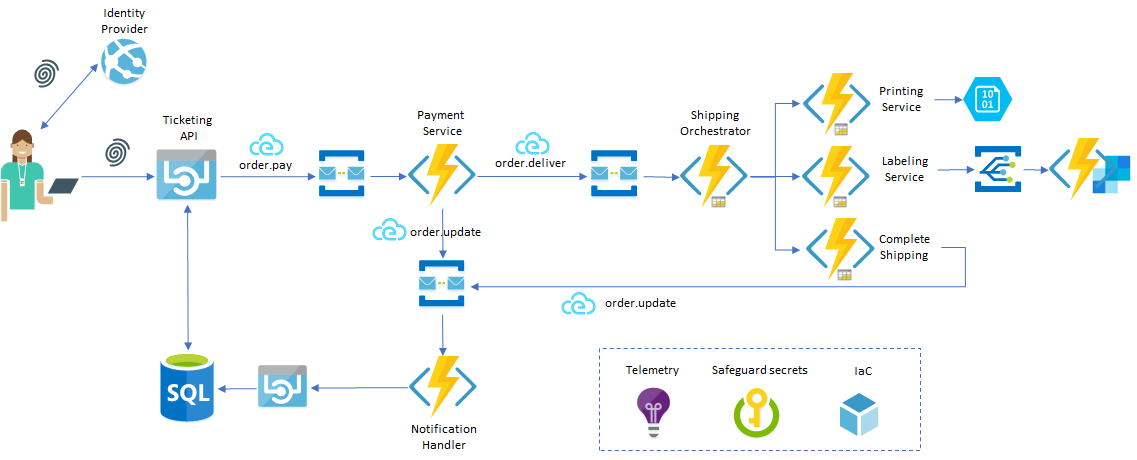 Identity
Provider
Ticketing
API
order.pay
Payment
Service
order.deliver
Shipping
Orchestrator
Printing
Service
10
01
Labeling
Service
order.update
Complete
Shipping
order.update
SQL
Notification
Handler
Telemetry
Safeguard secrets
IaC